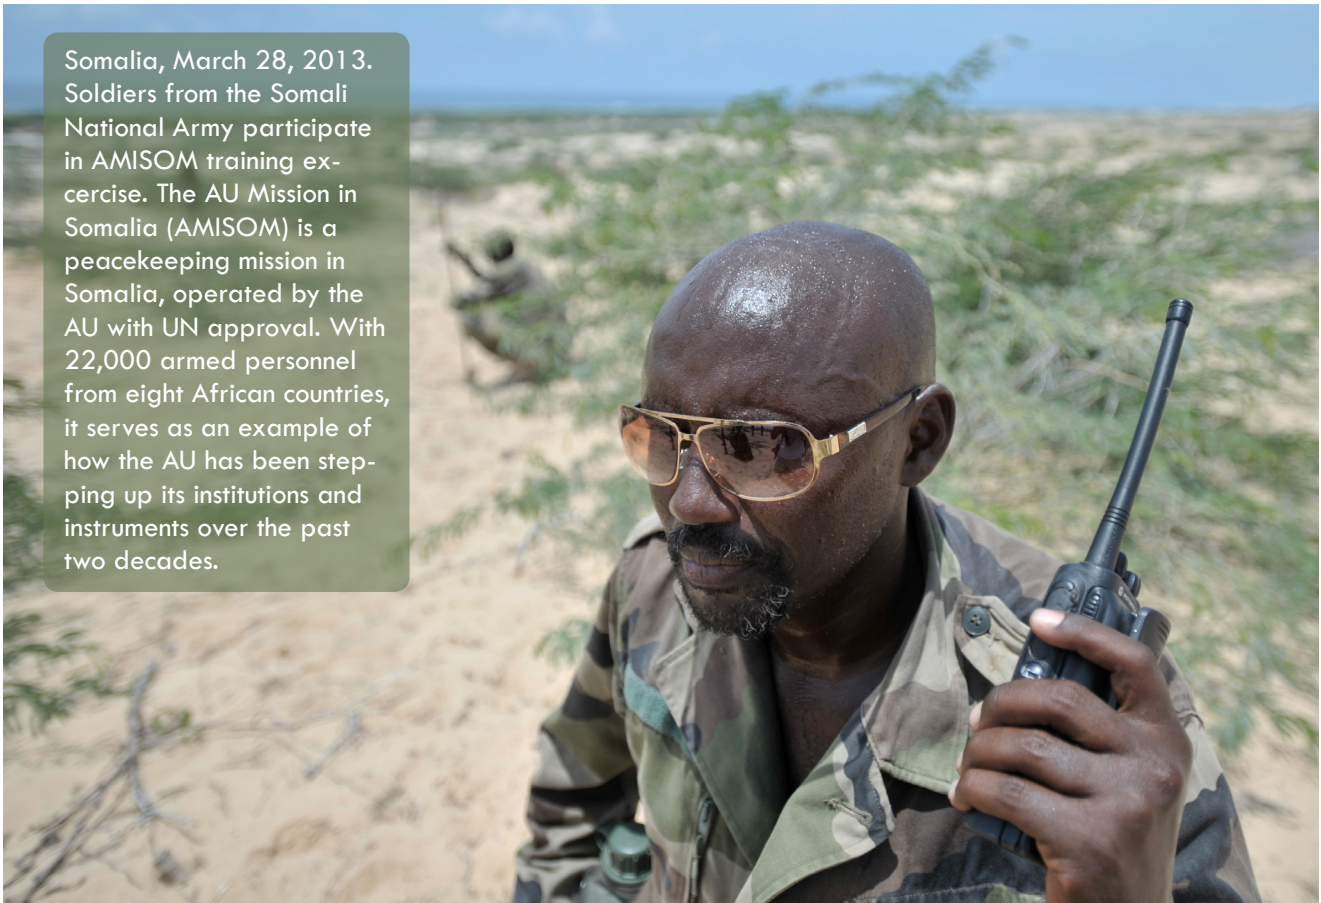 Somalia, March 28, 2013.
Soldiers from the Somali
National Army participate
in AMISOM training ex-
cercise. The AU Mission in
Somalia (AMISOM) is a
peacekeeping mission in
Somalia, operated by the
AU with UN approval. With
22,000 armed personnel
from eight African countries,
it serves as an example of
how the AU has been step-
ping up its institutions and
instruments over the past
two decades.